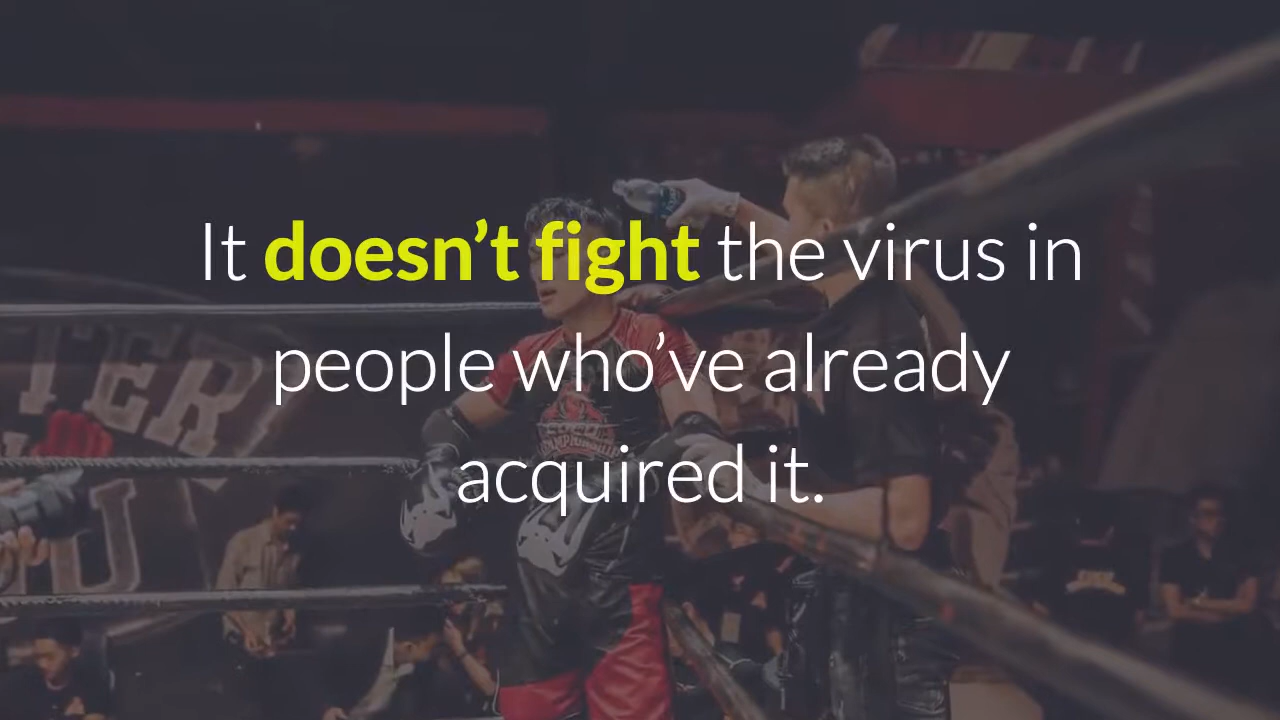 It doesn’t fight the virus in
people who’ve already
acquired it.